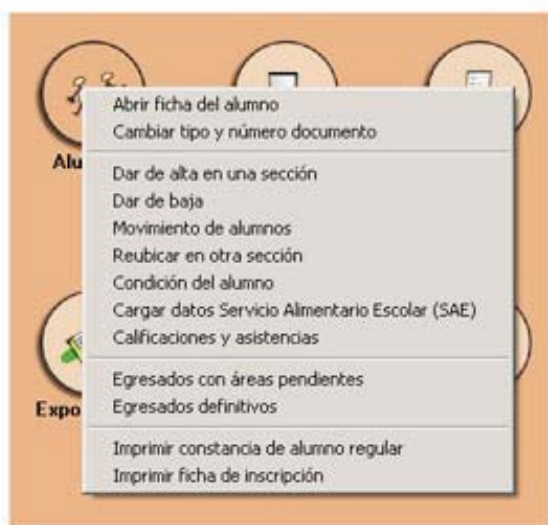 Abrir ficha del alumno
Cambiar tipo y número documento
Alu
Dar de alta en una sección
Dar de baja
Movimiento de alumnos
Reubicar en otra sección
Condición del alumno
Cargar datos Servicio Alimentario Escolar (SAE)
Calificaciones y asistencias
Egresados con áreas pendientes
Expo
Egresados definitivos
Imprimir constancia de alumno regular
Imprimir ficha de inscripción